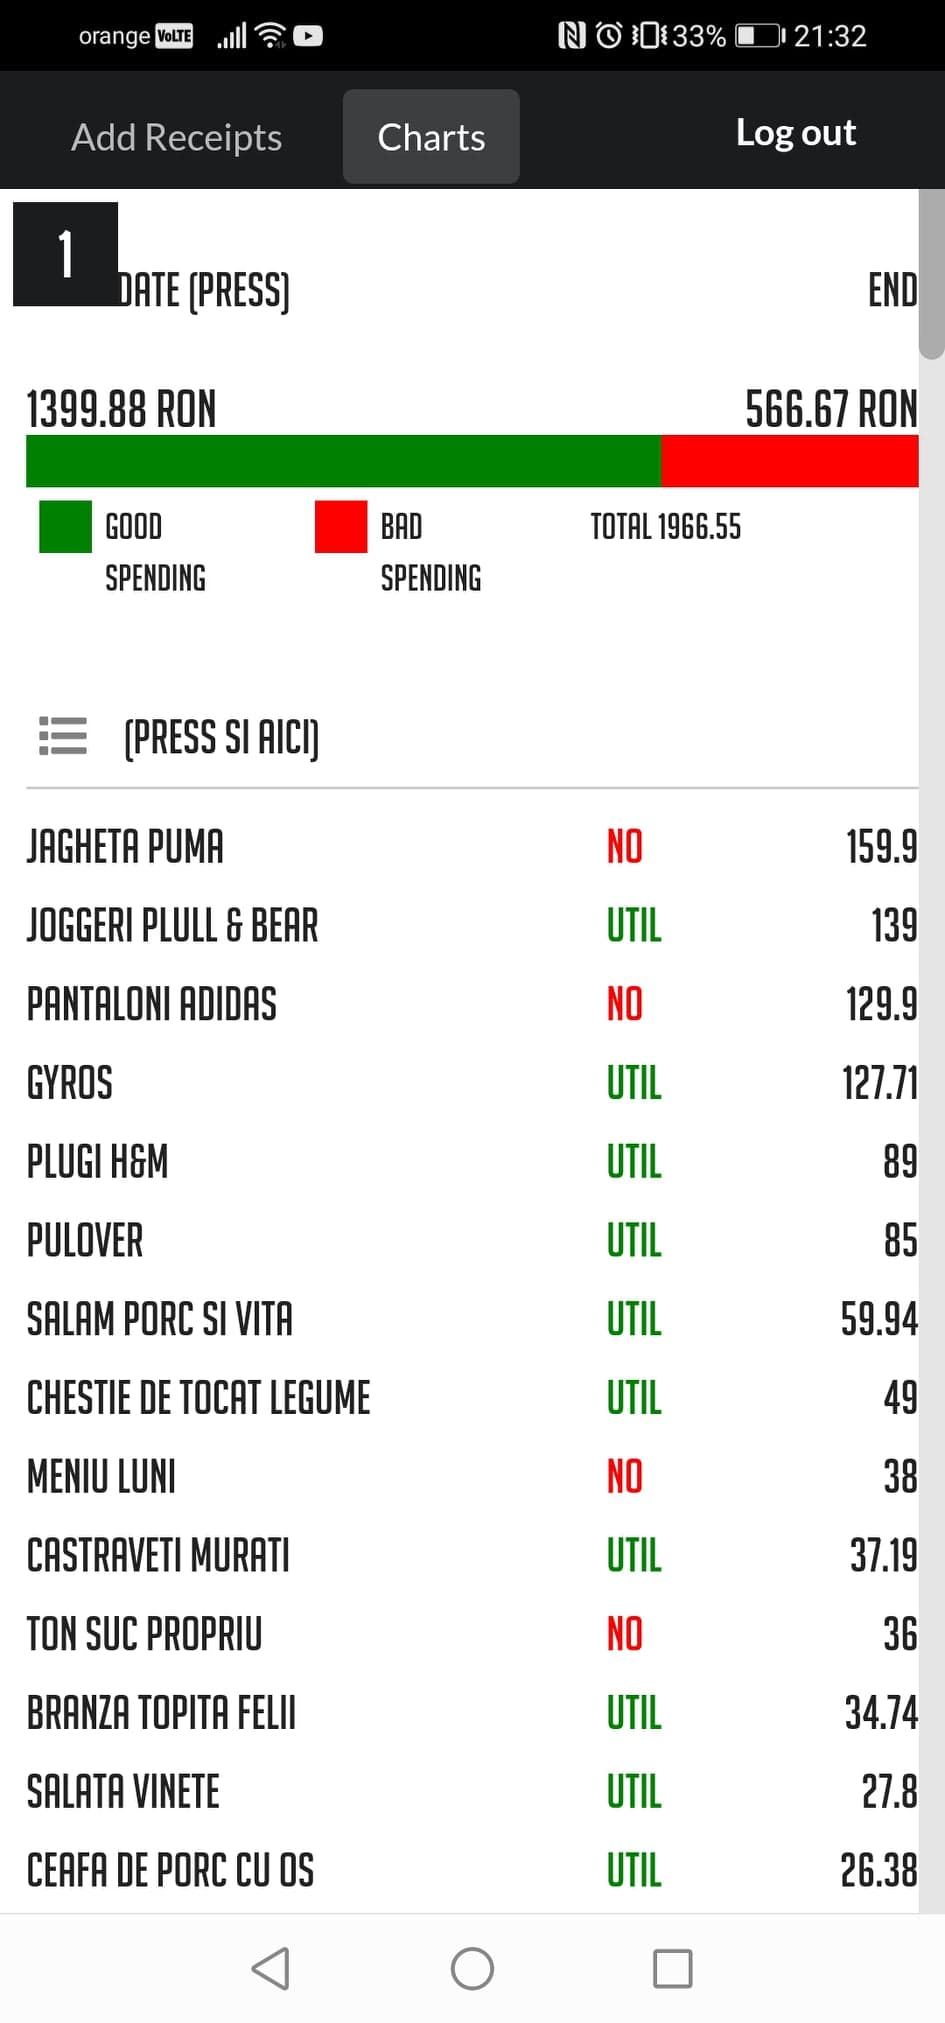 orange VoLTE 33% 21:32
Add Receipts Charts Log out
1
DATE (PRESS) END
1399.88 RON 566.67 RON
GOOD SPENDING
BAD SPENDING
TOTAL 1966.55
(PRESS SI AICI)
JAGHETA PUMA NO 159.9
JOGGERI PLULL & BEAR UTIL 139
PANTALONI ADIDAS NO 129.9
GYROS UTIL 127.71
PLUGI H&M UTIL 89
PULOVER UTIL 85
SALAM PORC SI VITA UTIL 59.94
CHESTIE DE TOCAT LEGUME UTIL 49
MENIU LUNI NO 38
CASTRAVETI MURATI UTIL 37.19
TON SUC PROPRIU NO 36
BRANZA TOPITA FELII UTIL 34.74
SALATA VINETE UTIL 27.8
CEAFA DE PORC CU OS UTIL 26.38